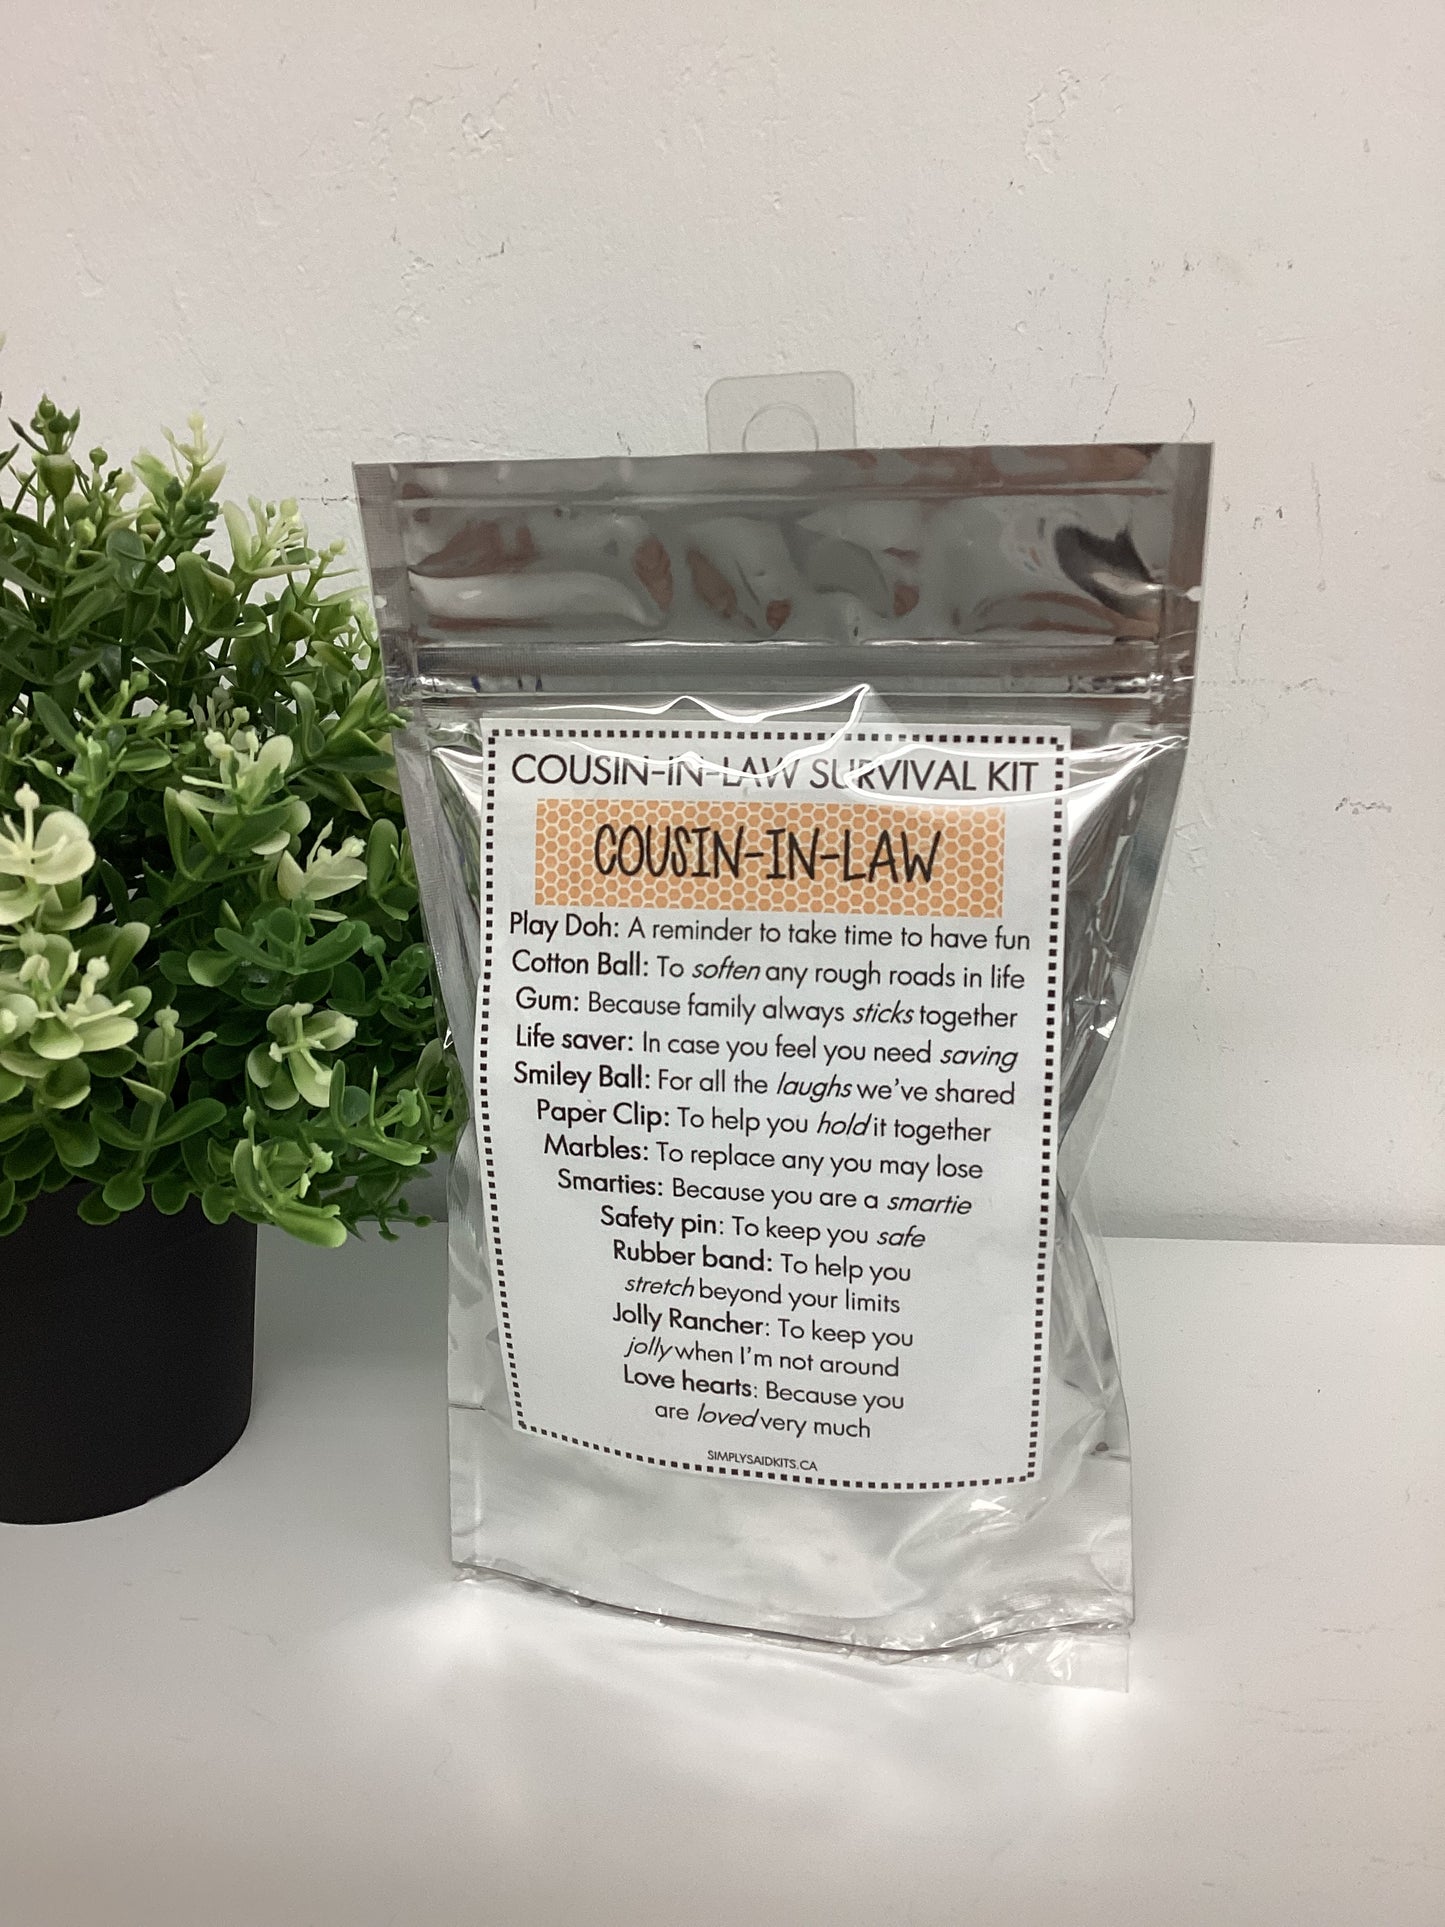 COUSIN-IN-LAW SURVIVAL KIT
COUSIN-IN-LAW
Play Doh: A reminder to take time to have fun
Cotton Ball: To soften any rough roads in life
Gum: Because family always sticks together
Life saver: In case you feel you need saving
Smiley Ball: For all the laughs we've shared
Paper Clip: To help you hold it together
Marbles: To replace any you may lose
Smarties: Because you are a smartie
Safety pin: To keep you safe
Rubber band: To help you
stretch beyond your limits
Jolly Rancher: To keep you
jolly when I'm not around
Love hearts: Because you
are loved very much
SIMPLYSAIDKITS.CA